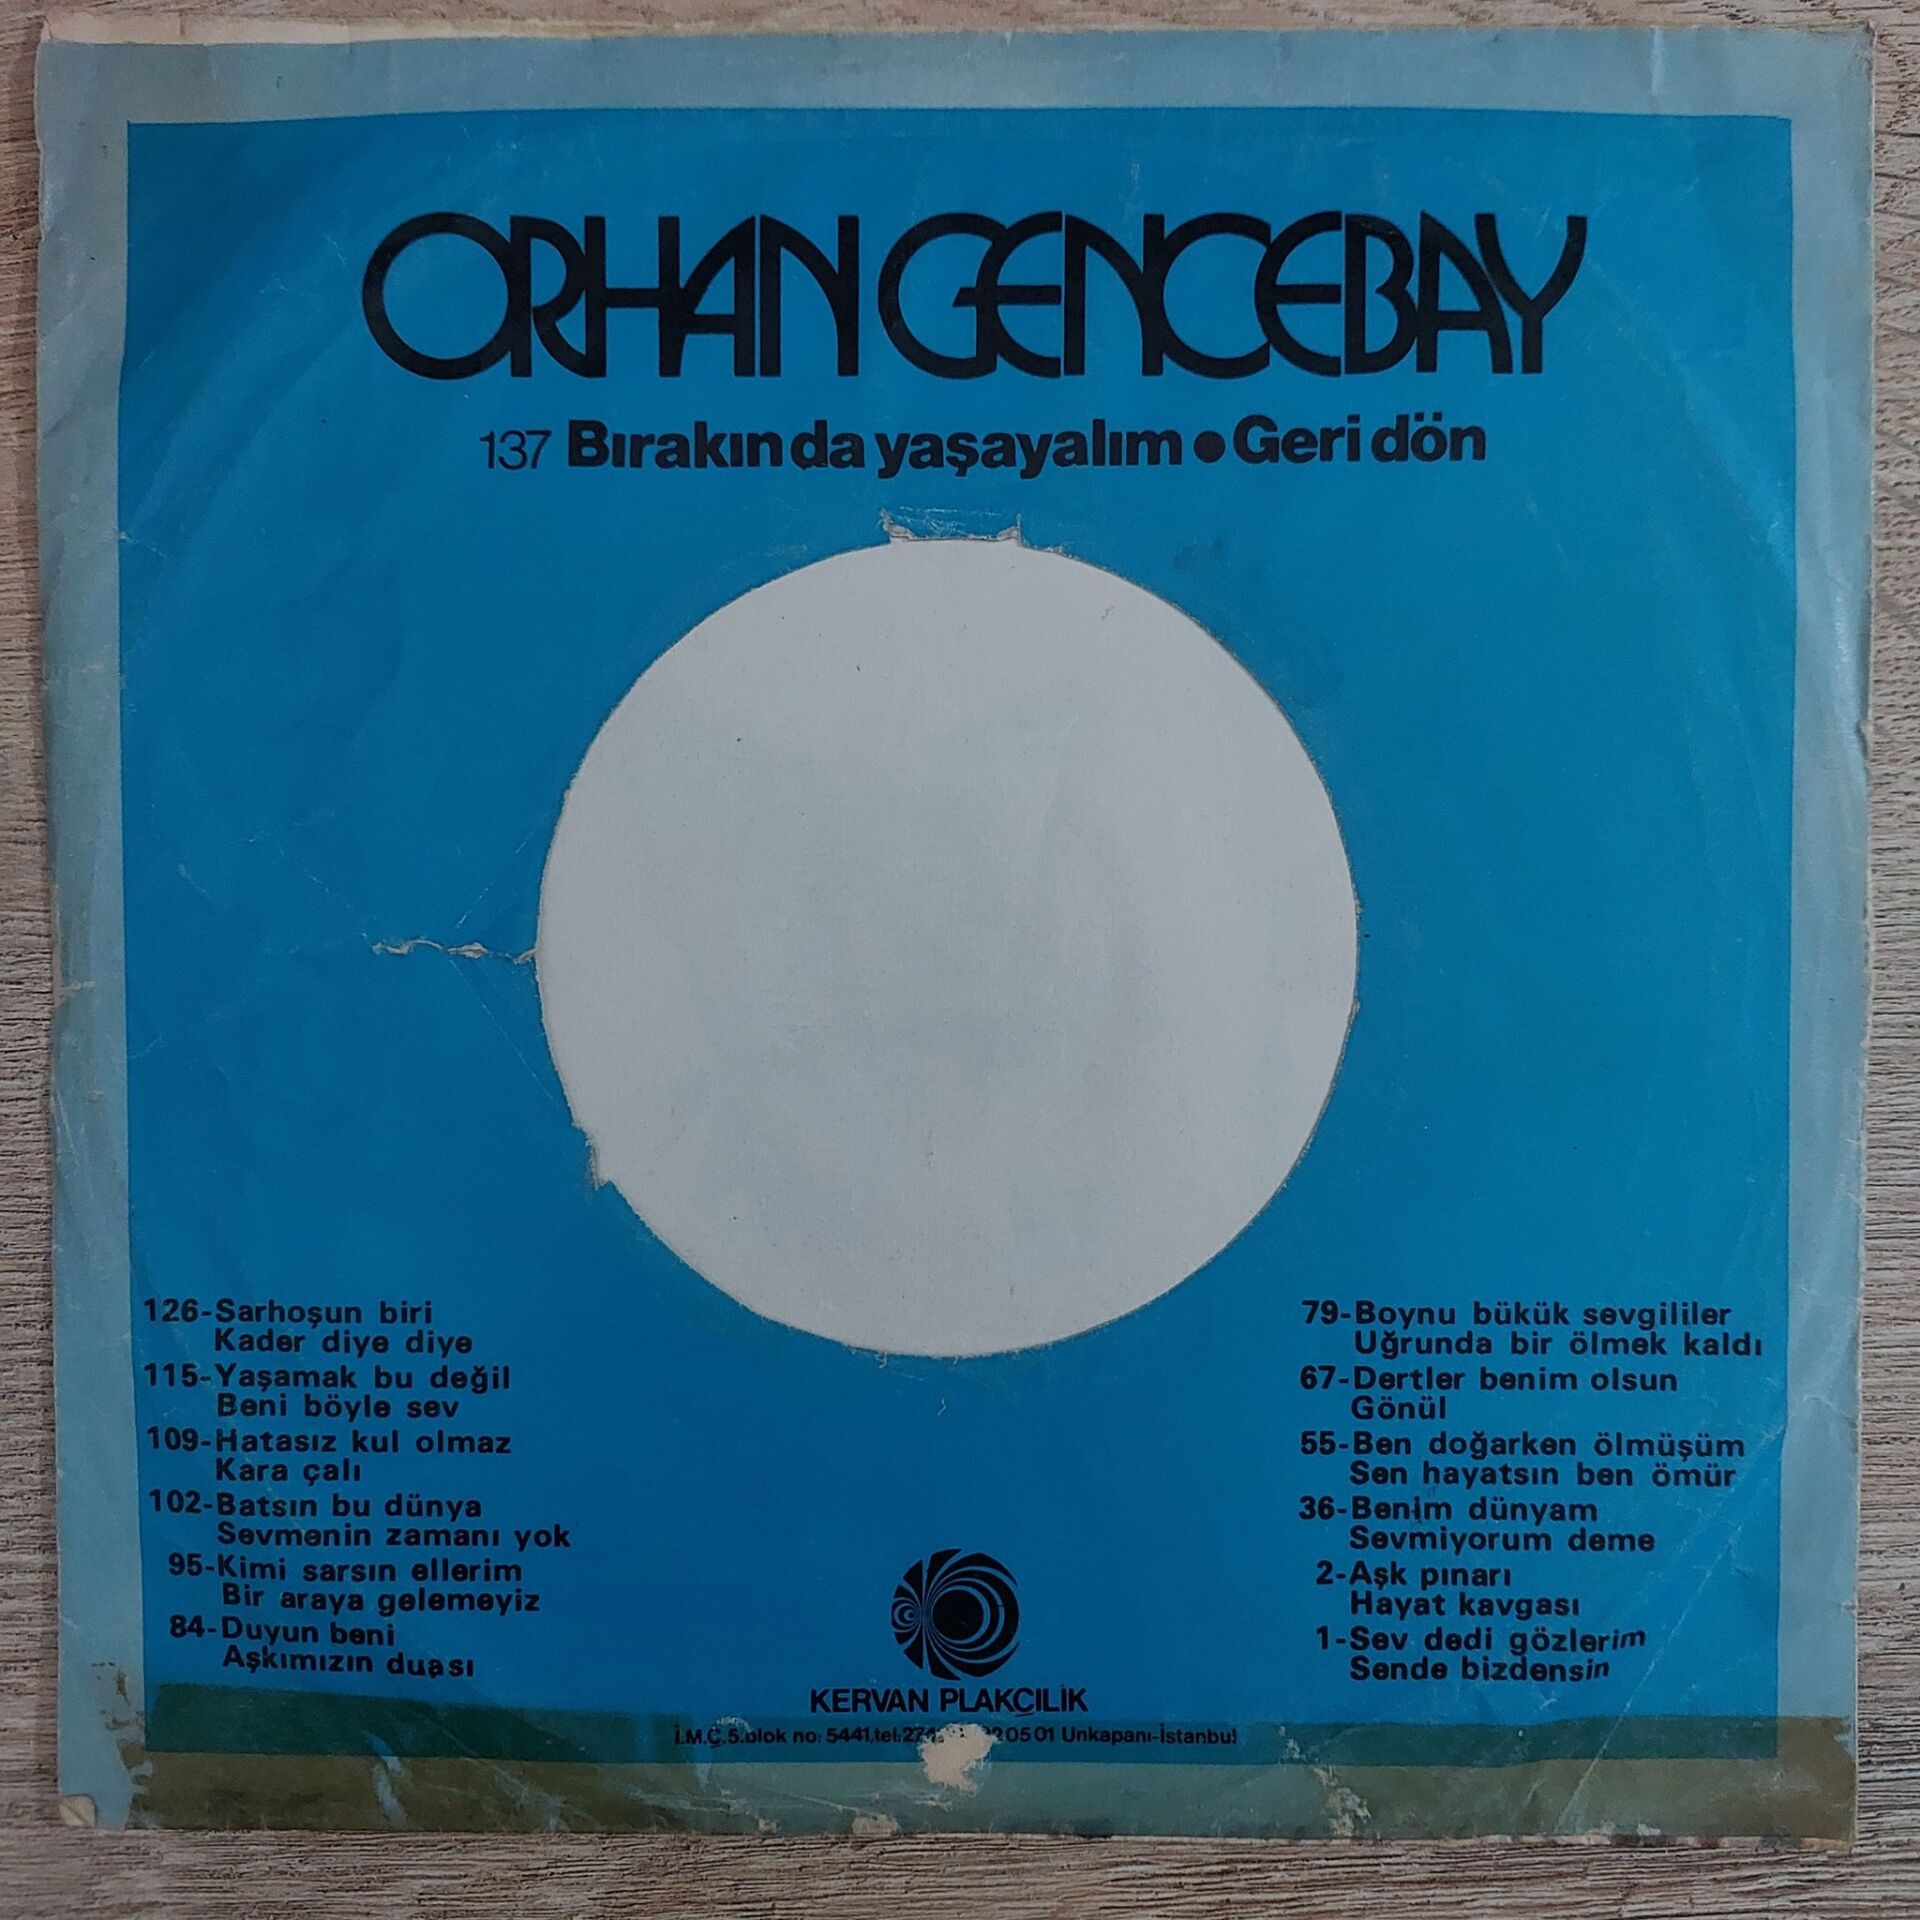 ORHAN GENCEBAY
137 Bırakın da yaşayalım • Geri dön
126-Sarhoşun biri
Kader diye diye
115-Yaşamak bu değil
Beni böyle sev
109-Hatasız kul olmaz
Kara çalı
102-Batsın bu dünya
Sevmenin zamanı yok
95-Kimi sarsın ellerim
Bir araya gelemeyiz
84-Duyun beni
Aşkımızın duası
79-Boynu bükük sevgililer
Uğrunda bir ölmek kaldı
67-Dertler benim olsun
Gönül
55-Ben doğarken ölmüşüm
Sen hayatsın ben ömür
36-Benim dünyam
Sevmiyorum deme
2-Aşk pınarı
Hayat kavgası
1-Sev dedi gözlerim
Sende bizdensin
KERVAN PLAKÇILIK
İ.M.Ç.5.blok no: 5441,tel: 05 01 Unkapanı-İstanbul